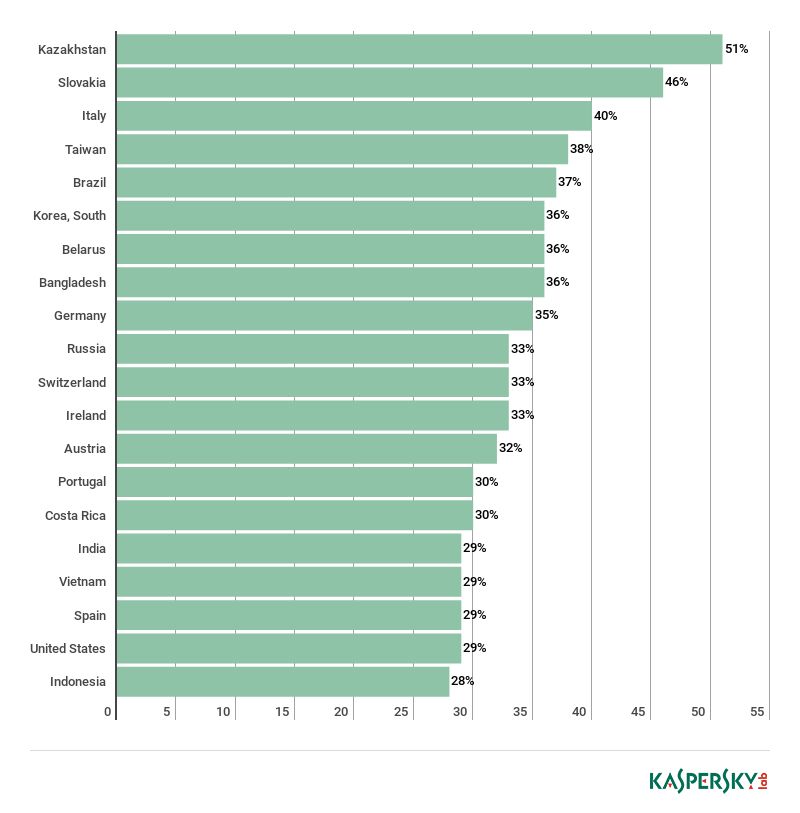 Kazakhstan 51%
Slovakia 46%
Italy 40%
Taiwan 38%
Brazil 37%
Korea, South 36%
Belarus 36%
Bangladesh 36%
Germany 35%
Russia 33%
Switzerland 33%
Ireland 33%
Austria 32%
Portugal 30%
Costa Rica 30%
India 29%
Vietnam 29%
Spain 29%
United States 29%
Indonesia 28%
0 5 10 15 20 25 30 35 40 45 50 55
KASPERSKY lab